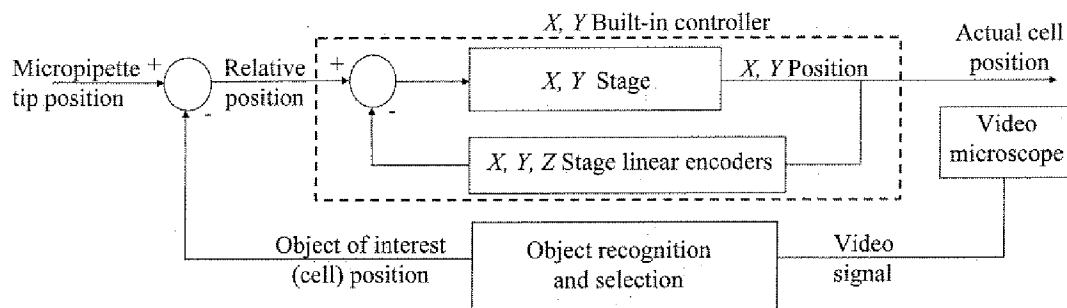 X, Y Built-in controller
Actual cell
position
Micropipette
tip position
+
-
Relative
position
+
-
X, Y Stage
X, Y Position
X, Y, Z Stage linear encoders
Video
microscope
Object of interest
(cell) position
Object recognition
and selection
Video
signal